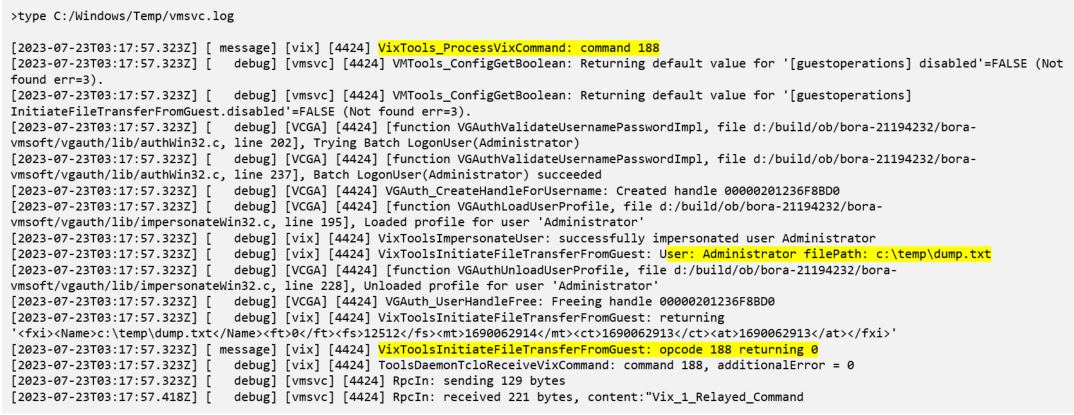 >type C:/Windows/Temp/vmsvc.log
[2023-07-23T03:17:57.323Z] [ message] [vix] [4424] VixTools_ProcessVixCommand: command 188
[2023-07-23T03:17:57.323Z] [   debug] [vmsvc] [4424] VMTools_ConfigGetBoolean: Returning default value for '[guestoperations] disabled'=FALSE (Not
found err=3).
[2023-07-23T03:17:57.323Z] [   debug] [vmsvc] [4424] VMTools_ConfigGetBoolean: Returning default value for '[guestoperations]
InitiateFileTransferFromGuest.disabled'=FALSE (Not found err=3).
[2023-07-23T03:17:57.323Z] [   debug] [VCGA] [4424] [function VGAuthValidateUsernamePasswordImpl, file d:/build/ob/bora-21194232/bora-
vmsoft/vgauth/lib/authWin32.c, line 202], Trying Batch LogonUser(Administrator)
[2023-07-23T03:17:57.323Z] [   debug] [VCGA] [4424] [function VGAuthValidateUsernamePasswordImpl, file d:/build/ob/bora-21194232/bora-
vmsoft/vgauth/lib/authWin32.c, line 237], Batch LogonUser(Administrator) succeeded
[2023-07-23T03:17:57.323Z] [   debug] [VCGA] [4424] VGAuth_CreateHandleForUsername: Created handle 00000201236F8BD0
[2023-07-23T03:17:57.323Z] [   debug] [VCGA] [4424] [function VGAuthLoadUserProfile, file d:/build/ob/bora-21194232/bora-
vmsoft/vgauth/lib/impersonateWin32.c, line 195], Loaded profile for user 'Administrator'
[2023-07-23T03:17:57.323Z] [   debug] [vix] [4424] VixToolsImpersonateUser: successfully impersonated user Administrator
[2023-07-23T03:17:57.323Z] [   debug] [vix] [4424] VixToolsInitiateFileTransferFromGuest: User: Administrator filePath: c:\temp\dump.txt
[2023-07-23T03:17:57.323Z] [   debug] [VCGA] [4424] [function VGAuthUnloadUserProfile, file d:/build/ob/bora-21194232/bora-
vmsoft/vgauth/lib/impersonateWin32.c, line 228], Unloaded profile for user 'Administrator'
[2023-07-23T03:17:57.323Z] [   debug] [VCGA] [4424] VGAuth_UserHandleFree: Freeing handle 00000201236F8BD0
[2023-07-23T03:17:57.323Z] [   debug] [vix] [4424] VixToolsInitiateFileTransferFromGuest: returning
'<fxi><Name>c:\temp\dump.txt</Name><ft>0</ft><fs>12512</fs><mt>1690062914</mt><ct>1690062913</ct><at>1690062913</at></fxi>'
[2023-07-23T03:17:57.323Z] [ message] [vix] [4424] VixToolsInitiateFileTransferFromGuest: opcode 188 returning 0
[2023-07-23T03:17:57.323Z] [   debug] [vix] [4424] ToolsDaemonTcloReceiveVixCommand: command 188, additionalError = 0
[2023-07-23T03:17:57.323Z] [   debug] [vmsvc] [4424] RpcIn: sending 129 bytes
[2023-07-23T03:17:57.418Z] [   debug] [vmsvc] [4424] RpcIn: received 221 bytes, content:"Vix_1_Relayed_Command